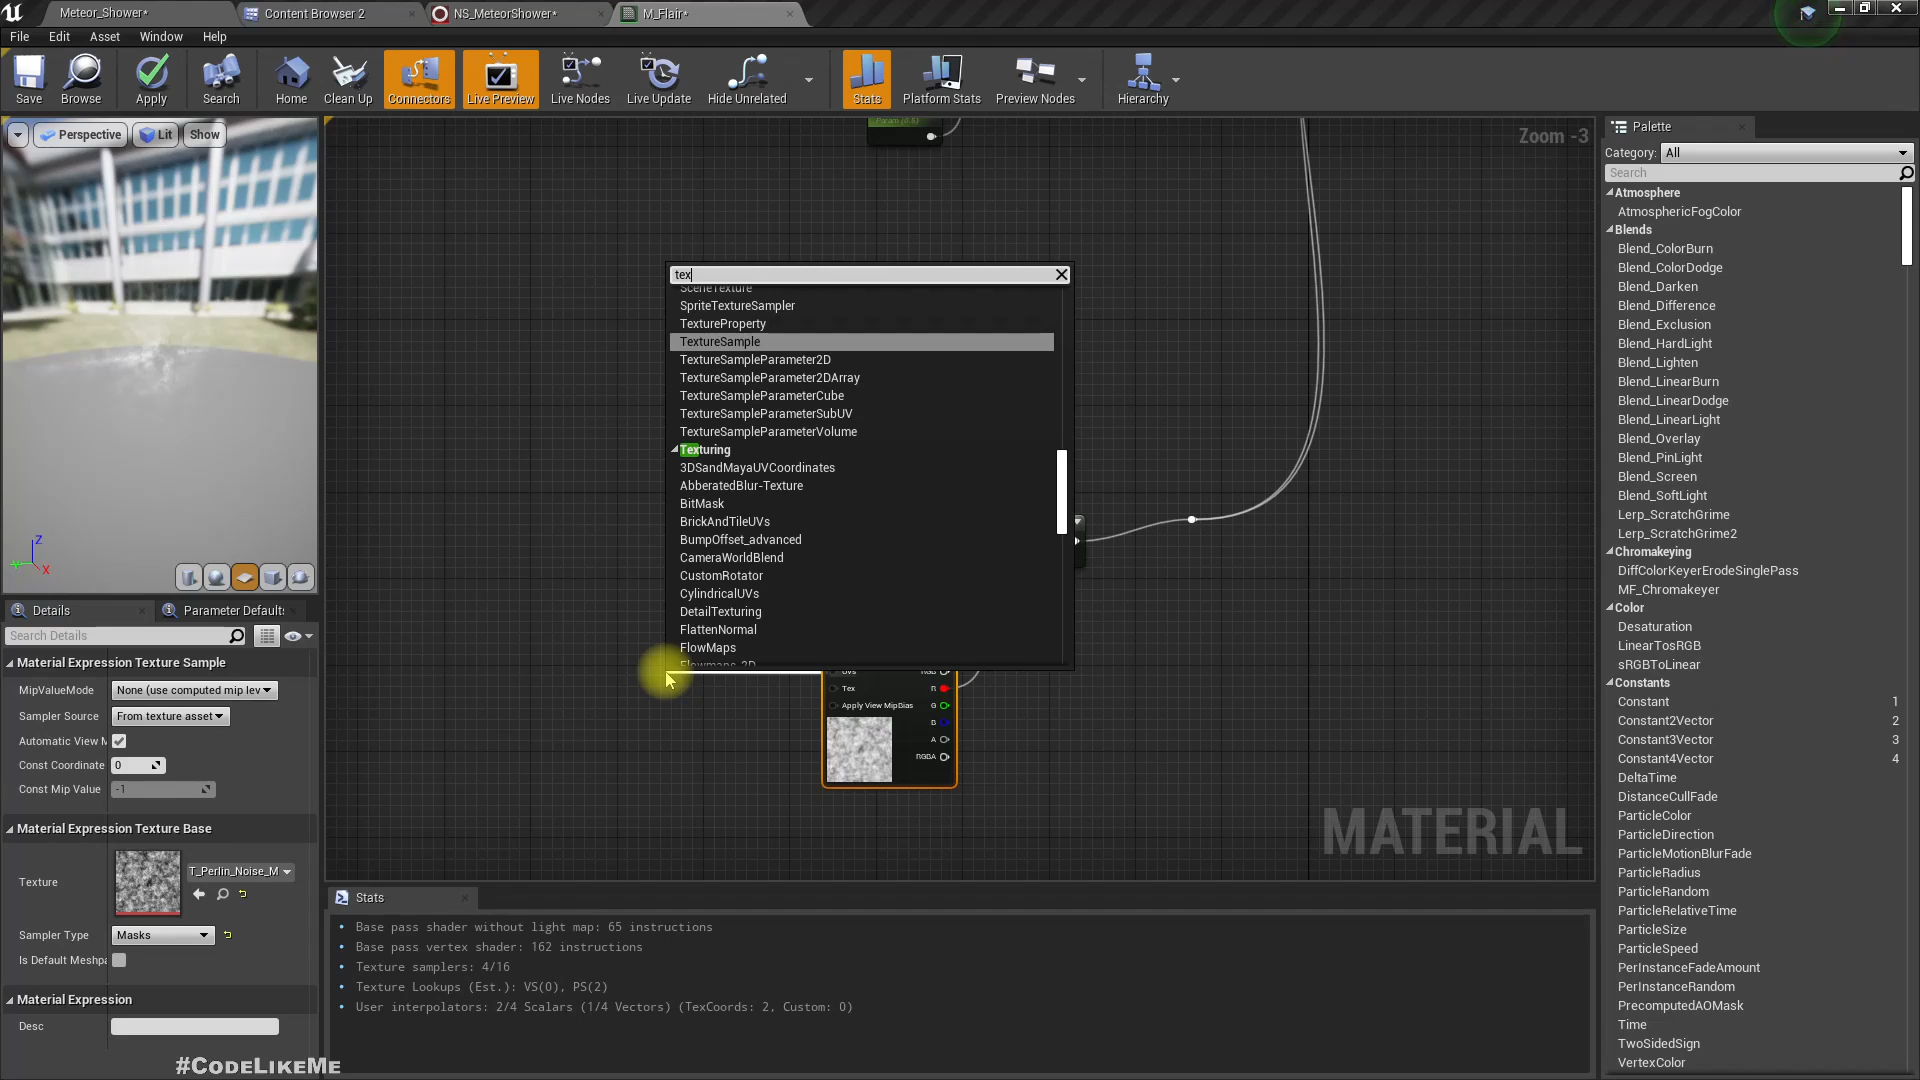 Meteor_Shower*
Content Browser 2
NS_MeteorShower*
M_Flair*
File
Edit
Asset
Window
Help
Save
Browse
Apply
Search
Home
Clean Up
Connectors
Live Preview
Live Nodes
Live Update
Hide Unrelated
Stats
Platform Stats
Preview Nodes
Hierarchy
Perspective
Lit
Show
Z
X
Param (0.5)
Zoom -3
tex
SceneTexture
SpriteTextureSampler
TextureProperty
TextureSample
TextureSampleParameter2D
TextureSampleParameter2DArray
TextureSampleParameterCube
TextureSampleParameterSubUV
TextureSampleParameterVolume
Texturing
3DSandMayaUVCoordinates
AbberatedBlur-Texture
BitMask
BrickAndTileUVs
BumpOffset_advanced
CameraWorldBlend
CustomRotator
CylindricalUVs
DetailTexturing
FlattenNormal
FlowMaps
Flowmaps_2D
UVs
RGB
Tex
R
Apply View MipBias
G
B
A
RGBA
MATERIAL
Details
Parameter Defaults
Search Details
Material Expression Texture Sample
MipValueMode
None (use computed mip lev
Sampler Source
From texture asset
Automatic View M
Const Coordinate
0
Const Mip Value
-1
Material Expression Texture Base
Texture
T_Perlin_Noise_M
Sampler Type
Masks
Is Default Meshpa
Material Expression
Desc
#CodeLikeMe
Stats
Base pass shader without light map: 65 instructions
Base pass vertex shader: 162 instructions
Texture samplers: 4/16
Texture Lookups (Est.): VS(0), PS(2)
User interpolators: 2/4 Scalars (1/4 Vectors) (TexCoords: 2, Custom: 0)
Palette
Category:
All
Search
Atmosphere
AtmosphericFogColor
Blends
Blend_ColorBurn
Blend_ColorDodge
Blend_Darken
Blend_Difference
Blend_Exclusion
Blend_HardLight
Blend_Lighten
Blend_LinearBurn
Blend_LinearDodge
Blend_LinearLight
Blend_Overlay
Blend_PinLight
Blend_Screen
Blend_SoftLight
Lerp_ScratchGrime
Lerp_ScratchGrime2
Chromakeying
DiffColorKeyerErodeSinglePass
MF_Chromakeyer
Color
Desaturation
LinearTosRGB
sRGBToLinear
Constants
Constant 1
Constant2Vector 2
Constant3Vector 3
Constant4Vector 4
DeltaTime
DistanceCullFade
ParticleColor
ParticleDirection
ParticleMotionBlurFade
ParticleRadius
ParticleRandom
ParticleRelativeTime
ParticleSize
ParticleSpeed
PerInstanceFadeAmount
PerInstanceRandom
PrecomputedAOMask
Time
TwoSidedSign
VertexColor